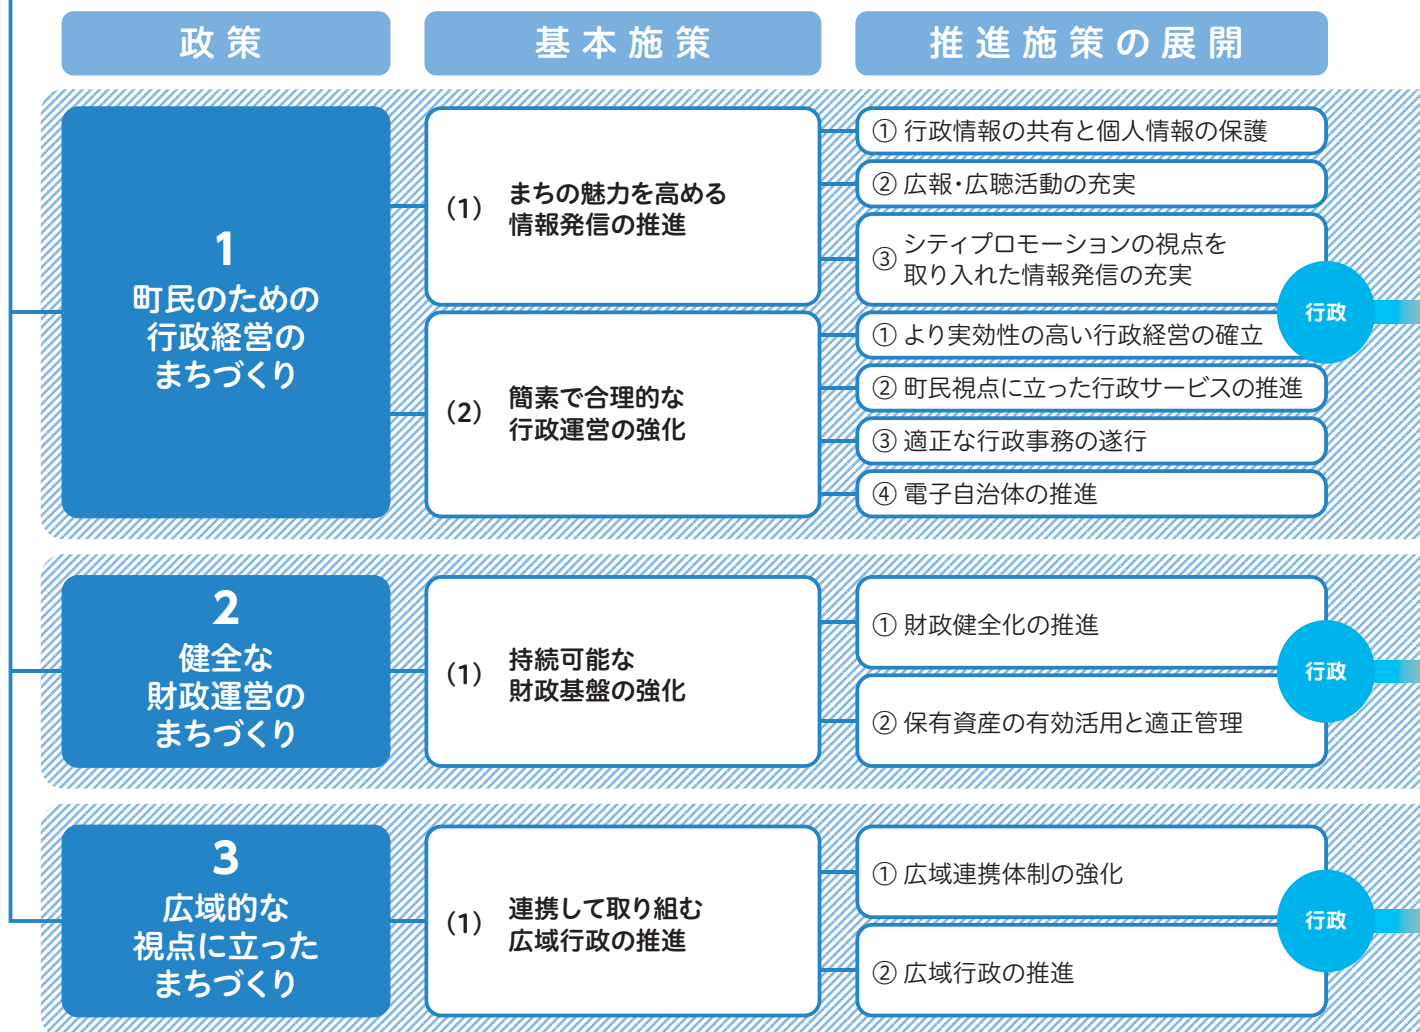 政策
基本施策
推進施策の展開
1
町民のための
行政経営の
まちづくり
(1)
まちの魅力を高める
情報発信の推進
① 行政情報の共有と個人情報の保護
② 広報・広聴活動の充実
③ シティプロモーションの視点を
取り入れた情報発信の充実
(2)
簡素で合理的な
行政運営の強化
① より実効性の高い行政経営の確立
② 町民視点に立った行政サービスの推進
③ 適正な行政事務の遂行
④ 電子自治体の推進
行政
2
健全な
財政運営の
まちづくり
(1)
持続可能な
財政基盤の強化
① 財政健全化の推進
② 保有資産の有効活用と適正管理
行政
3
広域的な
視点に立った
まちづくり
(1)
連携して取り組む
広域行政の推進
① 広域連携体制の強化
② 広域行政の推進
行政